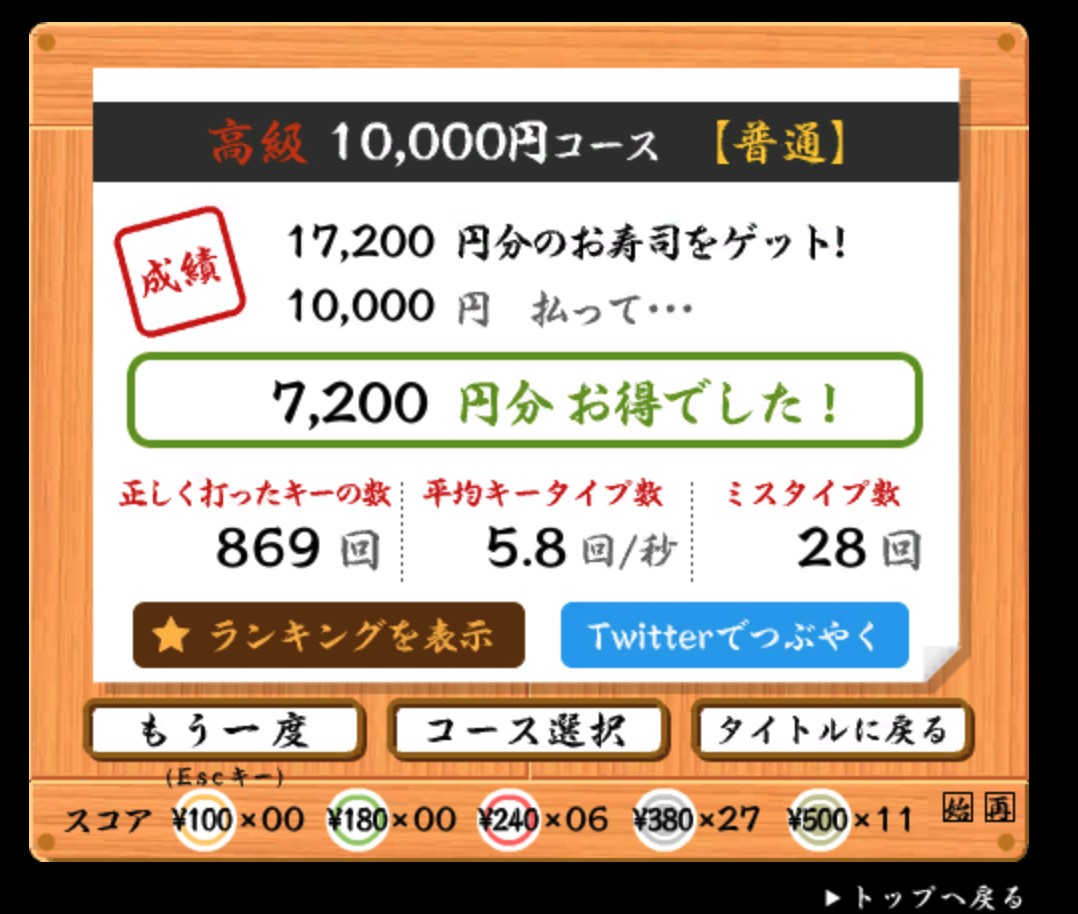 高級 10,000円コース 【普通】
成績
17,200 円分のお寿司をゲット!
10,000 円 払って…
7,200 円分 お得でした！
正しく打ったキーの数 平均キータイプ数 ミスタイプ数
869 回 5.8 回/秒 28 回
★ ランキングを表示 Twitterでつぶやく
もう一度 コース選択 タイトルに戻る
(Escキー)
スコア ¥100×00 ¥180×00 ¥240×06 ¥380×27 ¥500×11 始 再
▶トップへ戻る